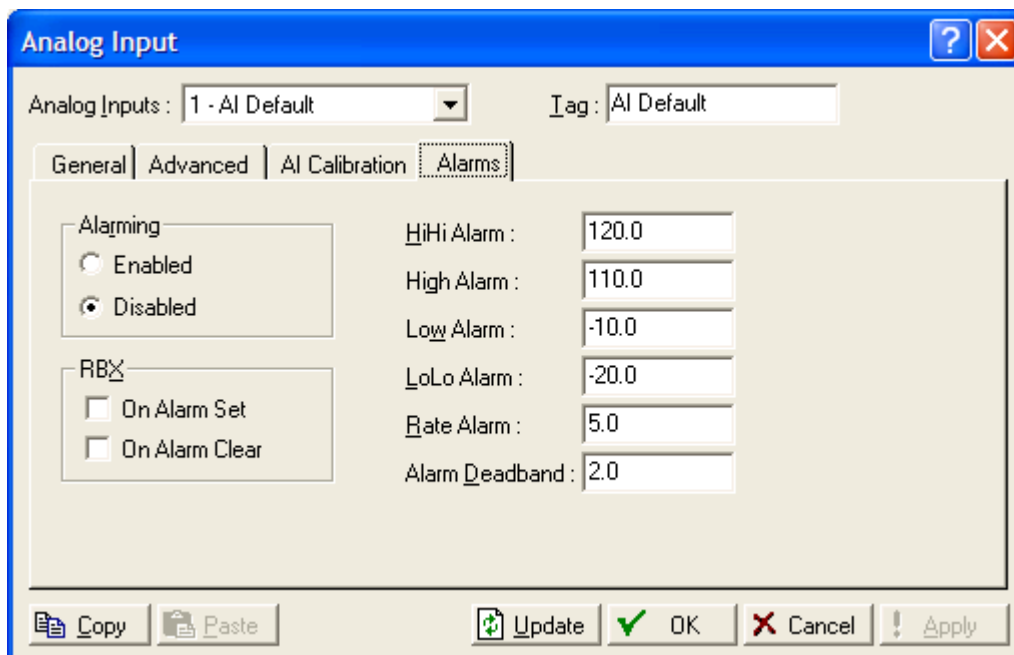 Analog Input
Analog Inputs : 1 - AI Default Tag : AI Default
General Advanced AI Calibration Alarms
Alarming
Enabled
Disabled
RBX
On Alarm Set
On Alarm Clear
HiHi Alarm : 120.0
High Alarm : 110.0
Low Alarm : -10.0
LoLo Alarm : -20.0
Rate Alarm : 5.0
Alarm Deadband : 2.0
Copy Paste Update OK Cancel Apply